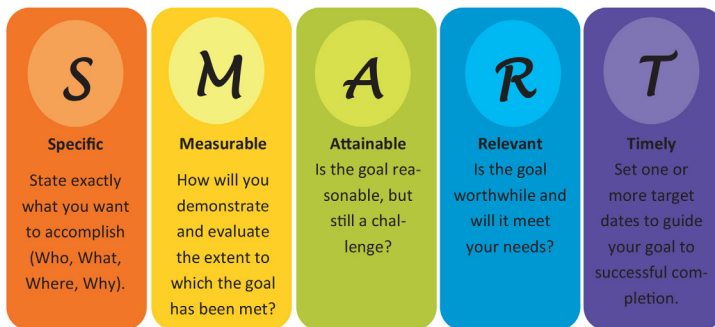 S
Specific
State exactly
what you want
to accomplish
(Who, What,
Where, Why).
M
Measurable
How will you
demonstrate
and evaluate
the extent to
which the goal
has been met?
A
Attainable
Is the goal rea-
sonable, but
still a chal-
lenge?
R
Relevant
Is the goal
worthwhile and
will it meet
your needs?
T
Timely
Set one or
more target
dates to guide
your goal to
successful com-
pletion.